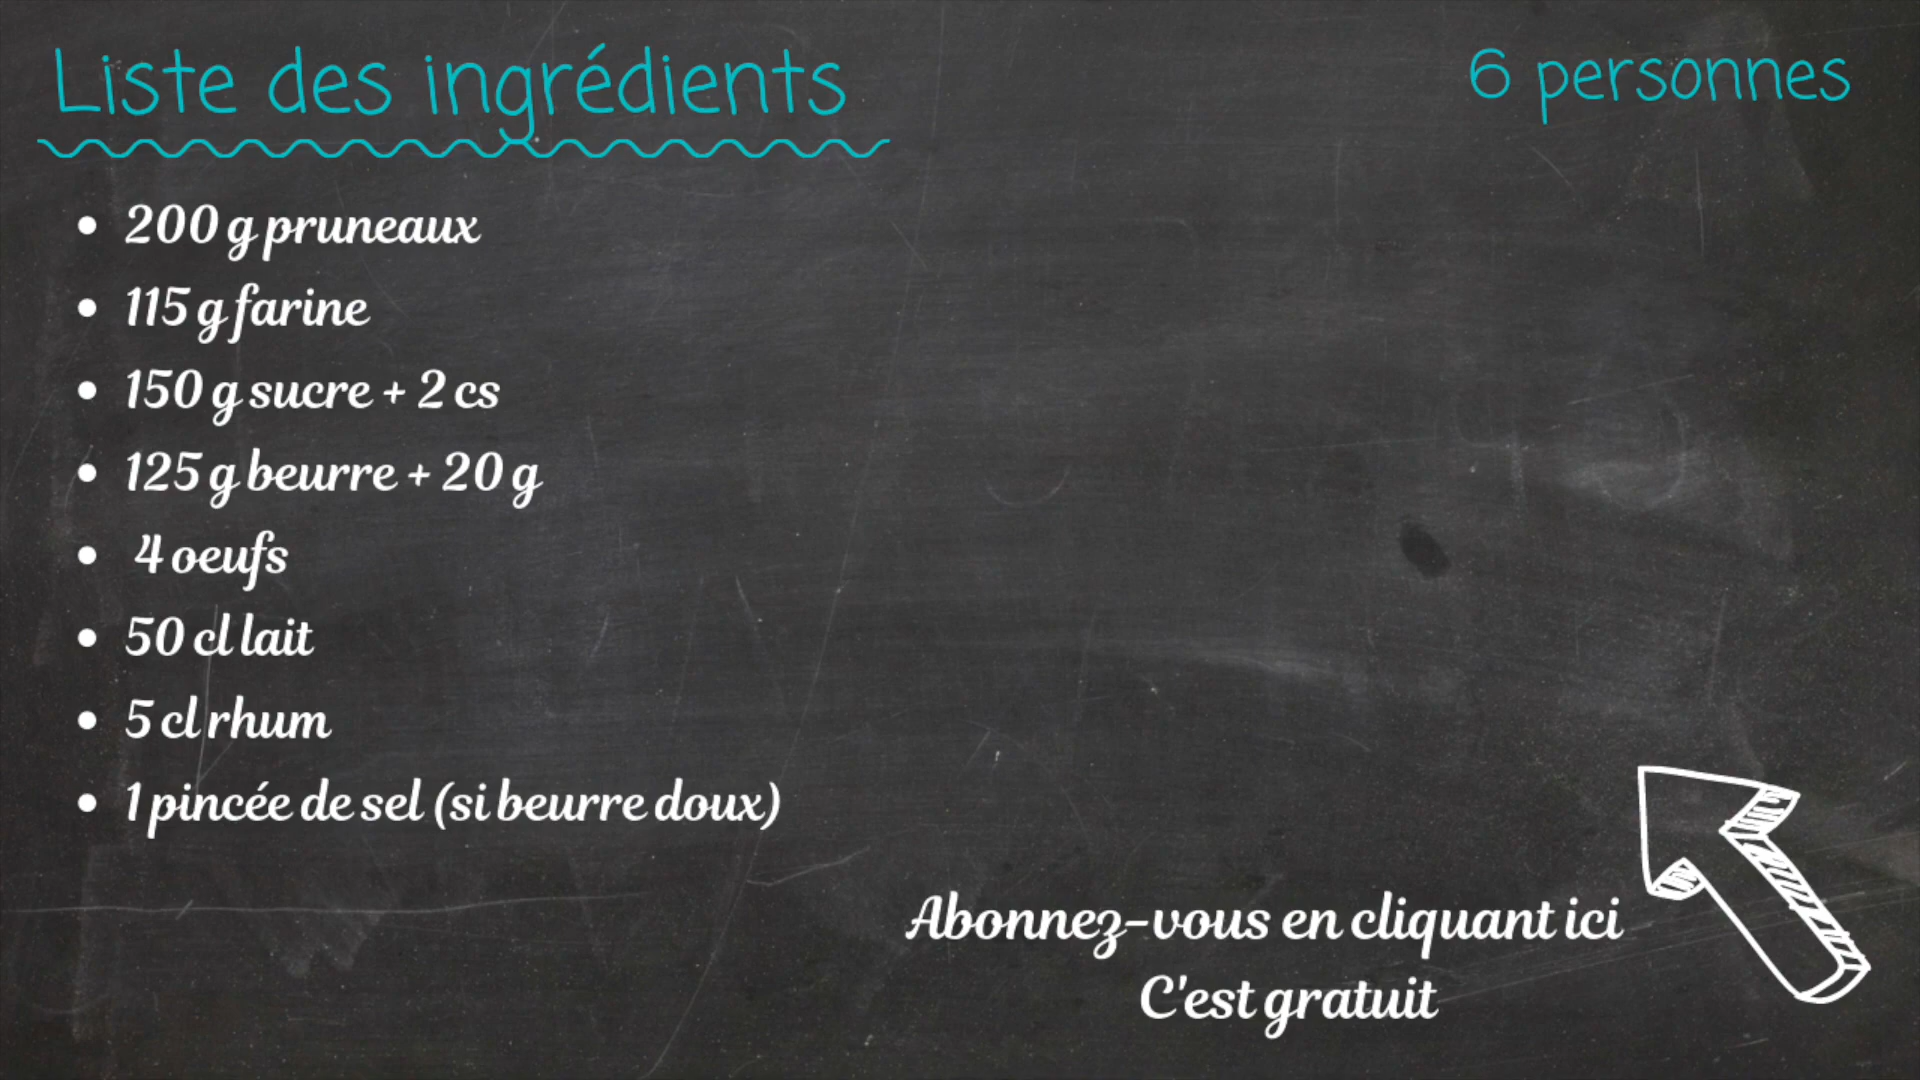 Liste des ingrédients
6 personnes
• 200 g pruneaux
• 115 g farine
• 150 g sucre + 2 cs
• 125 g beurre + 20 g
• 4 oeufs
• 50 cl lait
• 5 cl rhum
• 1 pincée de sel (si beurre doux)
Abonnez-vous en cliquant ici
C'est gratuit